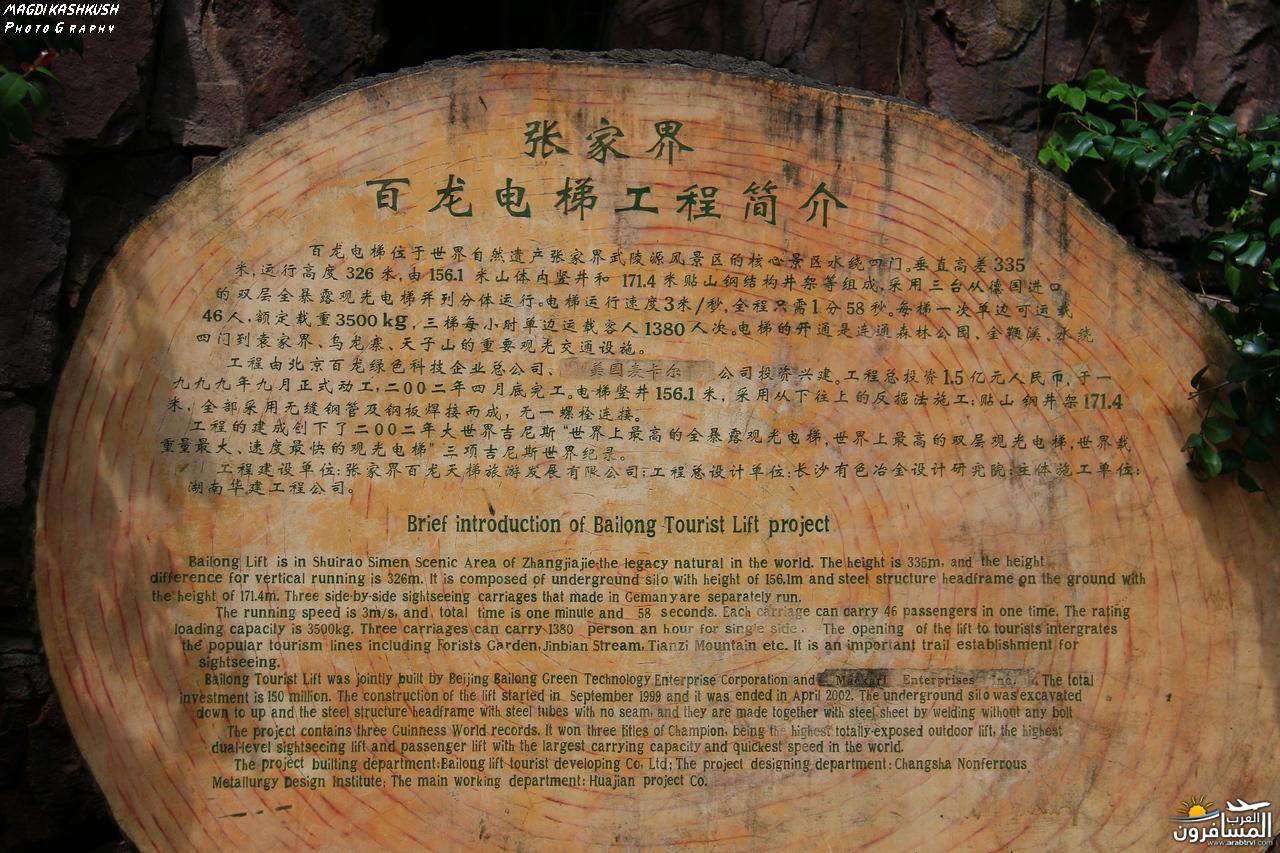 MAGDI KASHKUSH
PHOTOGRAPHY
张家界
百龙电梯工程简介
百龙电梯位于世界自然遗产张家界武陵源风景区的核心景区水绕四门。垂直高差335
米,运行高度 326 米,由 156.1 米山体内竖井和 171.4 米贴山钢结构井架等组成,采用三台从德国进口
的双层全暴露观光电梯并列分体运行。电梯运行速度3米/秒,全程只需1分58秒。每梯一次单边可运载
46人,额定载重3500kg,三梯每小时单边运载客人1380人次。电梯的开通是连通森林公园、金鞭溪、水绕
四门到袁家界、乌龙寨、天子山的重要观光交通设施。
工程由北京百龙绿色科技企业总公司、美国麦卡尔 公司投资兴建。工程总投资1.5亿元人民币,于一
九九九年九月正式动工,二00二年四月底完工。电梯竖井156.1米,采用从下往上的反掘法施工;贴山钢井架171.4
米,全部采用无缝钢管及钢板焊接而成,无一螺栓连接。
工程的建成创下了二00二年大世界吉尼斯“世界上最高的全暴露观光电梯,世界上最高的双层观光电梯,世界载
重量最大、速度最快的观光电梯”三项吉尼斯世界纪录。
工程建设单位:张家界百龙天梯旅游发展有限公司;工程总设计单位:长沙有色冶金设计研究院;主体施工单位:
湖南华建工程公司。
Brief introduction of Bailong Tourist Lift project
Bailong Lift is in Shuirao Simen Scenic Area of Zhangjiajie-the legacy natural in the world. The height is 335m, and the height
difference for vertical running is 326m. It is composed of underground silo with height of 156.1m and steel structure headframe on the ground with
the height of 171.4m. Three side-by-side sightseeing carriages that made in Gemany are separately run.
The running speed is 3m/s, and total time is one minute and 58 seconds. Each carriage can carry 46 passengers in one time. The rating
loading capacity is 3500kg. Three carriages can carry 1380 person an hour for single side. The opening of the lift to tourists intergrates
the popular tourism lines including Forists Garden, Jinbian Stream, Tianzi Mountain etc. It is an important trail establishment for
sightseeing.
Bailong Tourist Lift was jointly built by Beijing Bailong Green Technology Enterprise Corporation and Enterprises Inc. The total
investment is 150 million. The construction of the lift started in September 1999 and it was ended in April 2002. The underground silo was excavated
down to up and the steel structure headframe with steel tubes with no seam, and they are made together with steel sheet by welding without any bolt
The project contains three Guinness World records. It won three titles of Champion, being the highest totally-exposed outdoor lift, the highest
dual-level sightseeing lift and passenger lift with the largest carrying capacity and quickest speed in the world.
The project builting department: Bailong lift tourist developing Co, Ltd; The project designing department: Changsha Nonferrous
Metallurgy Design Institute; The main working department: Huajian project Co.
العرب
المسافرون
www.arabtrvl.com